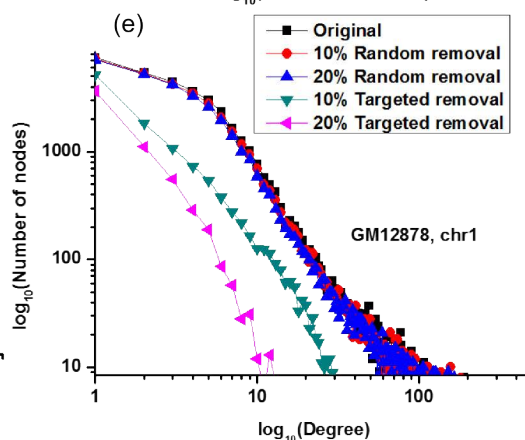 (e)
Original
10% Random removal
20% Random removal
10% Targeted removal
20% Targeted removal
1000
100
10
GM12878, chr1
log10(Number of nodes)
1
10
100
log10(Degree)